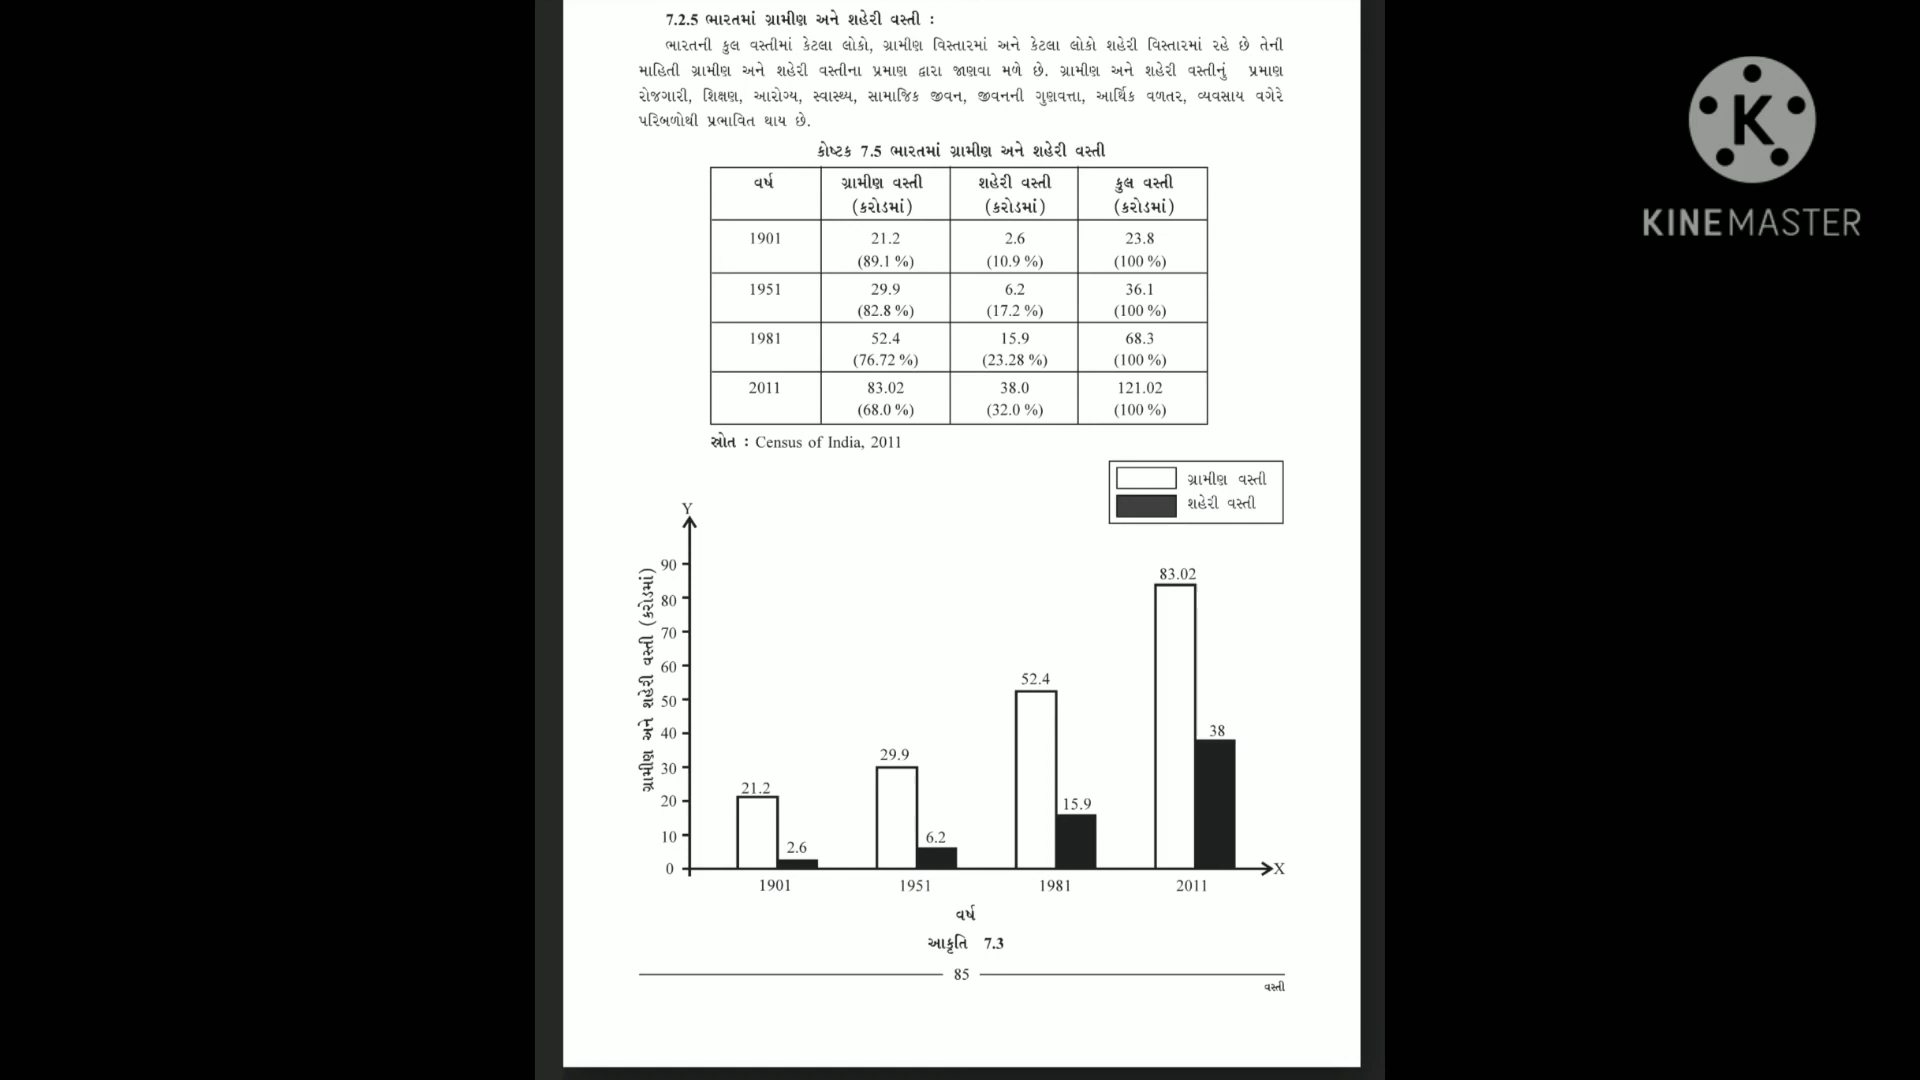 7.2.5 ભારતમાં ગ્રામીણ અને શહેરી વસ્તી :
ભારતની કુલ વસ્તીમાં કેટલા લોકો, ગ્રામીણ વિસ્તારમાં અને કેટલા લોકો શહેરી વિસ્તારમાં રહે છે તેની
માહિતી ગ્રામીણ અને શહેરી વસ્તીના પ્રમાણ દ્વારા જાણવા મળે છે. ગ્રામીણ અને શહેરી વસ્તીનું પ્રમાણ
રોજગારી, શિક્ષણ, આરોગ્ય, સ્વાસ્થ્ય, સામાજિક જીવન, જીવનની ગુણવત્તા, આર્થિક વળતર, વ્યવસાય વગેરે
પરિબળોથી પ્રભાવિત થાય છે.
કોષ્ટક 7.5 ભારતમાં ગ્રામીણ અને શહેરી વસ્તી
વર્ષ ગ્રામીણ વસ્તી શહેરી વસ્તી કુલ વસ્તી
(કરોડમાં) (કરોડમાં) (કરોડમાં)
1901 21.2 2.6 23.8
(89.1 %) (10.9 %) (100 %)
1951 29.9 6.2 36.1
(82.8 %) (17.2 %) (100 %)
1981 52.4 15.9 68.3
(76.72 %) (23.28 %) (100 %)
2011 83.02 38.0 121.02
(68.0 %) (32.0 %) (100 %)
સ્રોત : Census of India, 2011
ગ્રામીણ વસ્તી
શહેરી વસ્તી
Y
ગ્રામીણ અને શહેરી વસ્તી (કરોડમાં)
90
80
70
60
50
40
30
20
10
0
21.2
2.6
29.9
6.2
52.4
15.9
83.02
38
X
1901 1951 1981 2011
વર્ષ
આકૃતિ 7.3
85
વસ્તી
K
KINEMASTER